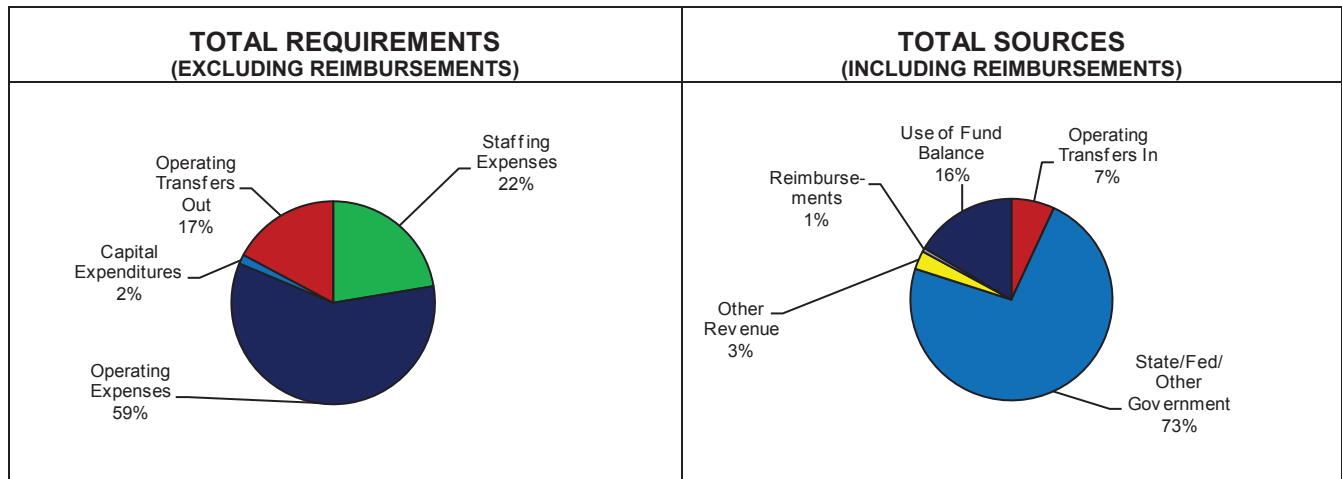 TOTAL REQUIREMENTS
(EXCLUDING REIMBURSEMENTS)
Staffing
Expenses
22%
Operating
Transfers
Out
17%
Capital
Expenditures
2%
Operating
Expenses
59%
TOTAL SOURCES
(INCLUDING REIMBURSEMENTS)
Use of Fund
Balance
16%
Operating
Transfers In
7%
Reimburse-
ments
1%
Other
Revenue
3%
State/Fed/
Other
Government
73%